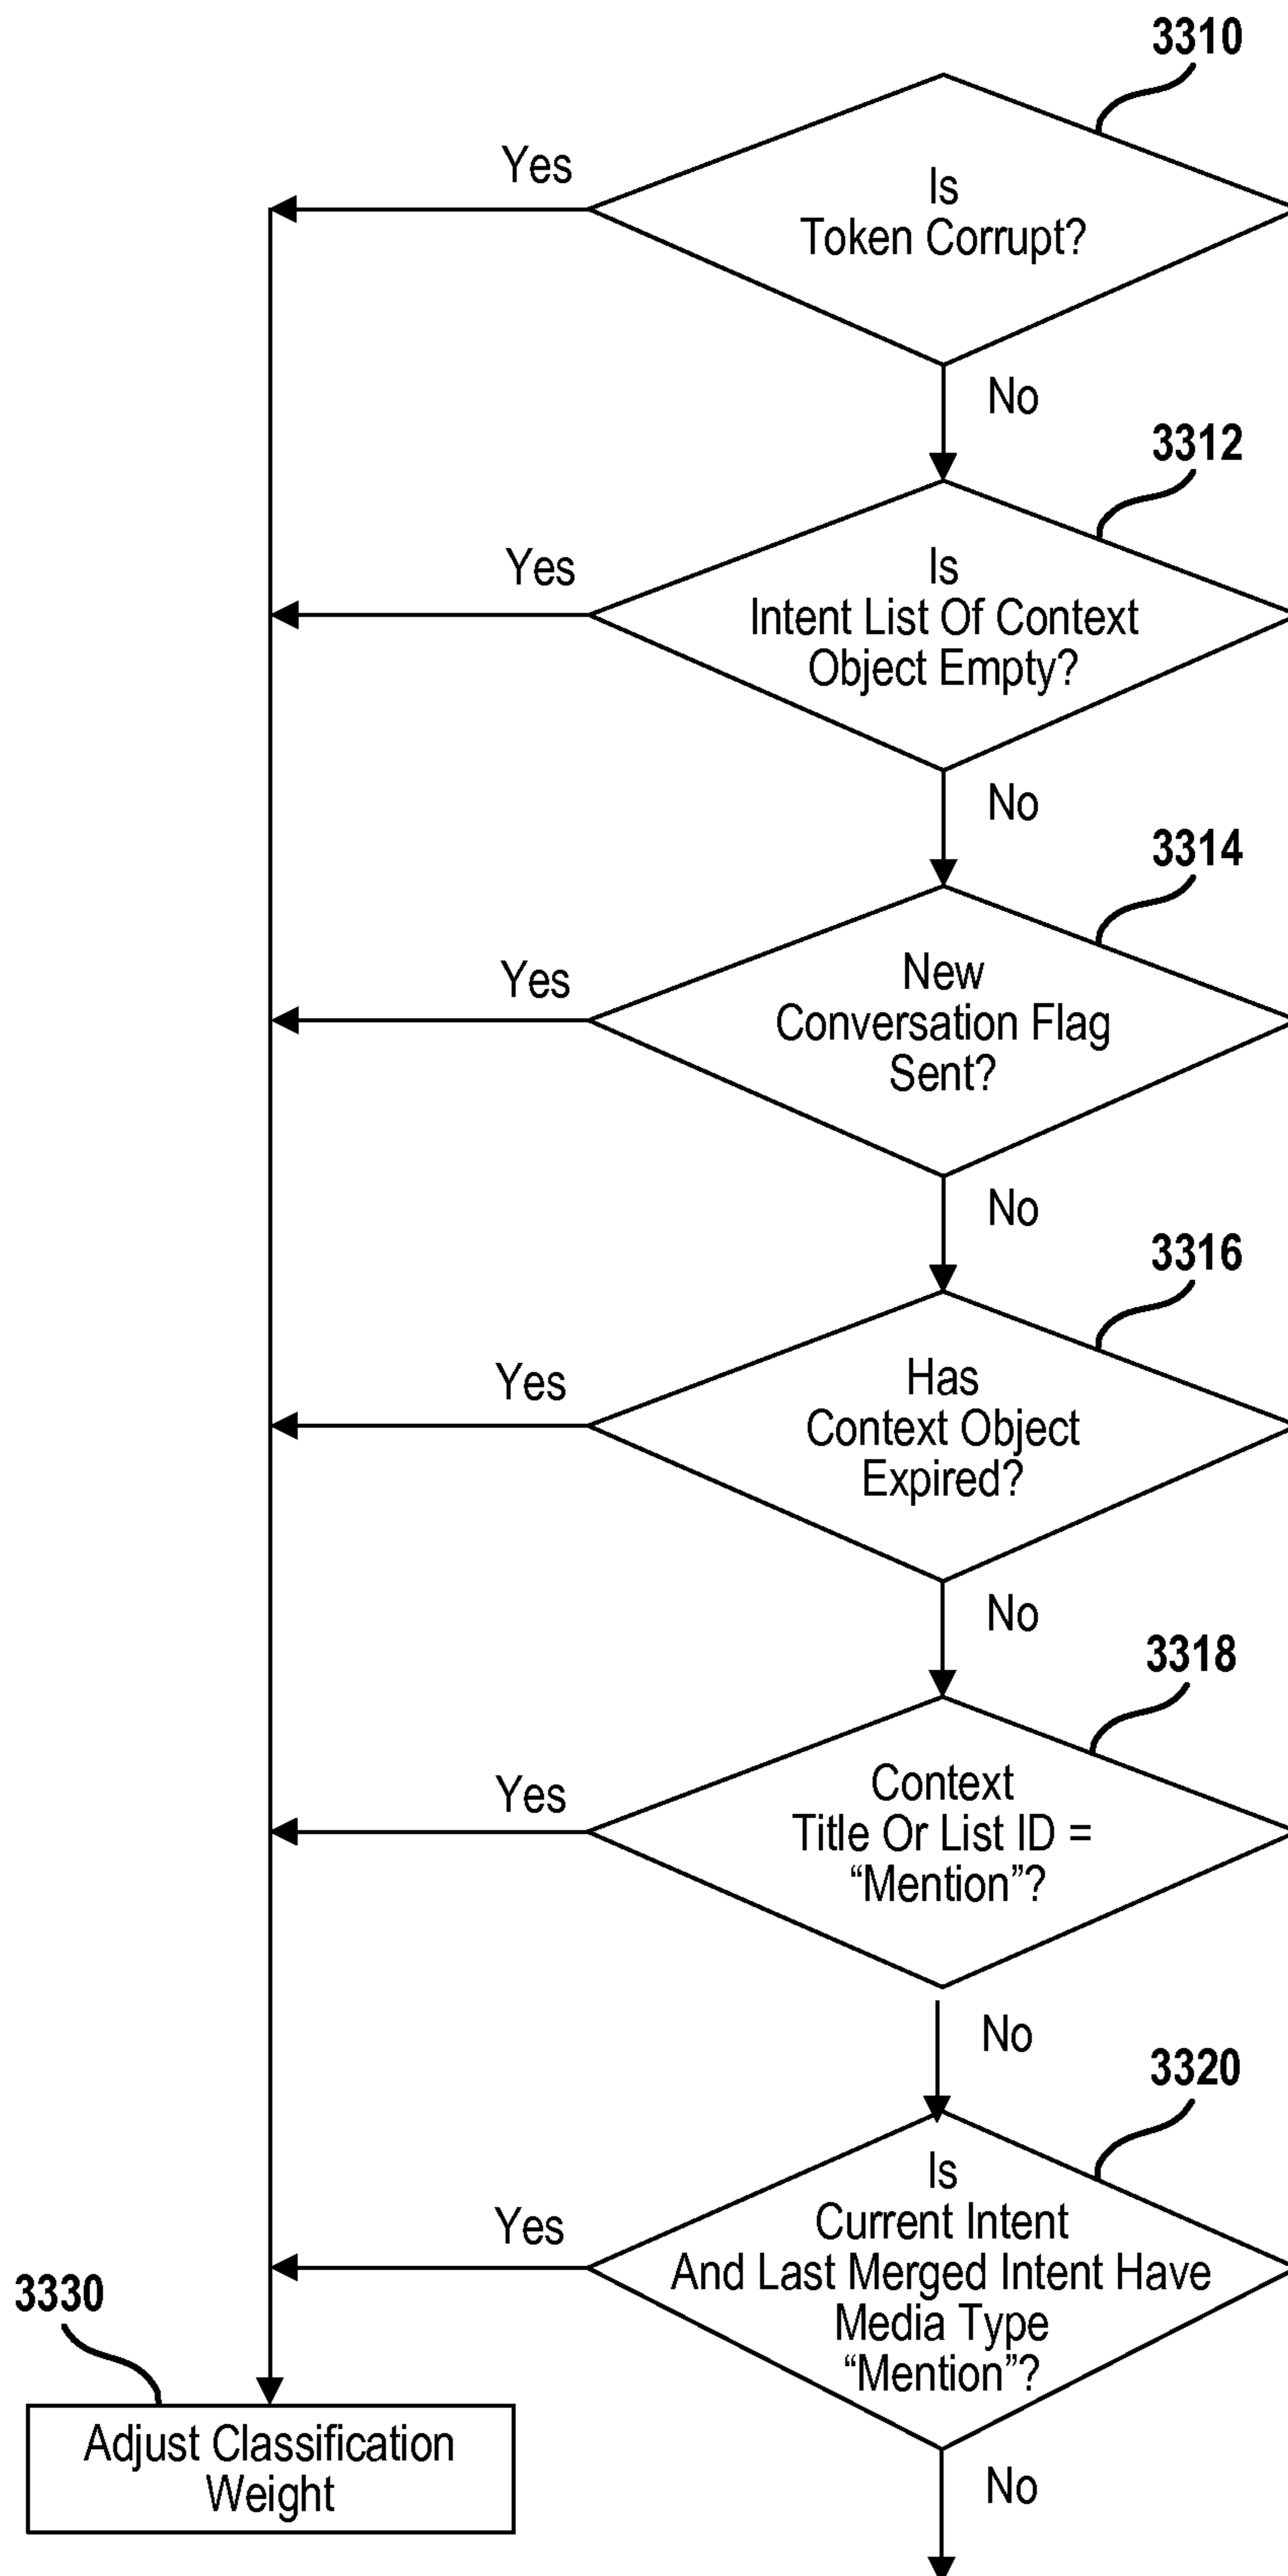 3310
Yes
Is
Token Corrupt?
No
3312
Yes
Is
Intent List Of Context
Object Empty?
No
3314
Yes
New
Conversation Flag
Sent?
No
3316
Yes
Has
Context Object
Expired?
No
3318
Yes
Context
Title Or List ID =
“Mention”?
No
3320
Yes
Is
Current Intent
And Last Merged Intent Have
Media Type
“Mention”?
3330
Adjust Classification
Weight
No